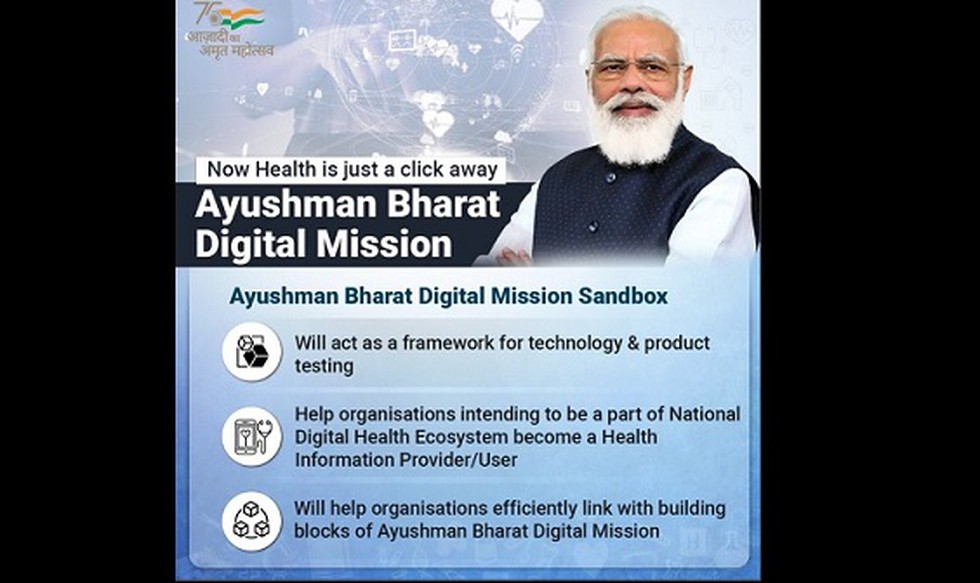 75
आज़ादी का
अमृत महोत्सव
Now Health is just a click away
Ayushman Bharat
Digital Mission
Ayushman Bharat Digital Mission Sandbox
Will act as a framework for technology & product
testing
Help organisations intending to be a part of National
Digital Health Ecosystem become a Health
Information Provider/User
Will help organisations efficiently link with building
blocks of Ayushman Bharat Digital Mission